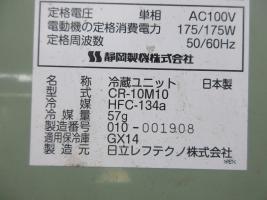 定格電圧 単相 AC100V
電動機の定格消費電力 175/175W
定格周波数 50/60Hz
静岡製機株式会社
名称 冷蔵ユニット 日本製
型式 CR-10M10
冷媒 HFC-134a
冷媒量 57g
製造番号 010-001908
適用保冷庫 GX14
製造元 日立レフテクノ株式会社